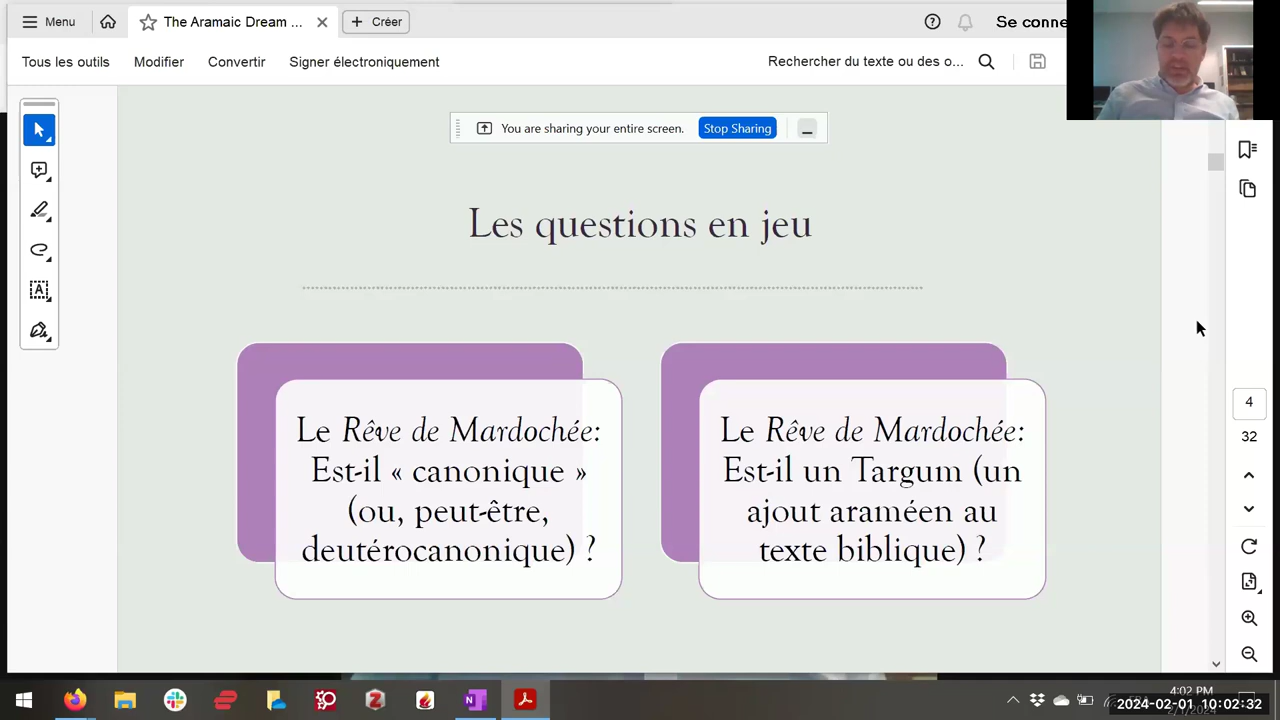 Menu
The Aramaic Dream ...
Créer
Se conne
Tous les outils
Modifier
Convertir
Signer électroniquement
Rechercher du texte ou des o...
You are sharing your entire screen.
Stop Sharing
Les questions en jeu
Le Rêve de Mardochée:
Est-il « canonique »
(ou, peut-être,
deutérocanonique) ?
Le Rêve de Mardochée:
Est-il un Targum (un
ajout araméen au
texte biblique) ?
4
32
4:02 PM
2024-02-01 10:02:32